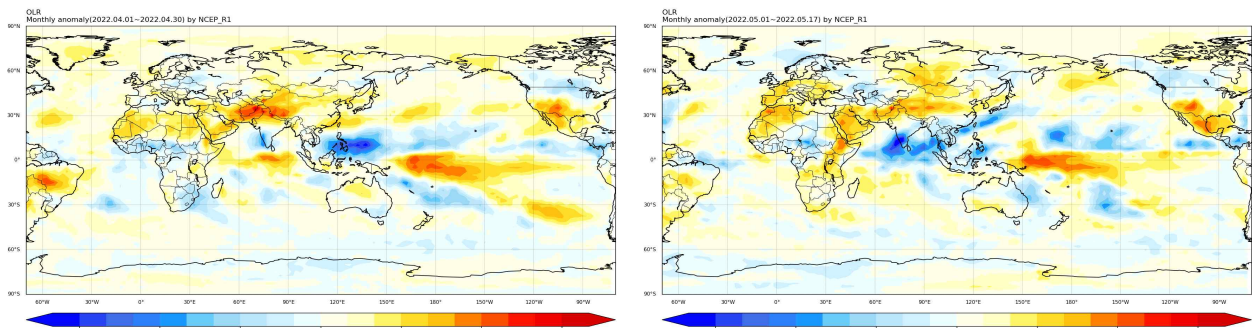 OLR
Monthly anomaly(2022.04.01~2022.04.30) by NCEP_R1
90°N
60°N
30°N
0°
30°S
60°S
90°S
60°W 30°W 0° 30°E 60°E 90°E 120°E 150°E 180° 150°W 120°W 90°W
OLR
Monthly anomaly(2022.05.01~2022.05.17) by NCEP_R1
90°N
60°N
30°N
0°
30°S
60°S
90°S
60°W 30°W 0° 30°E 60°E 90°E 120°E 150°E 180° 150°W 120°W 90°W